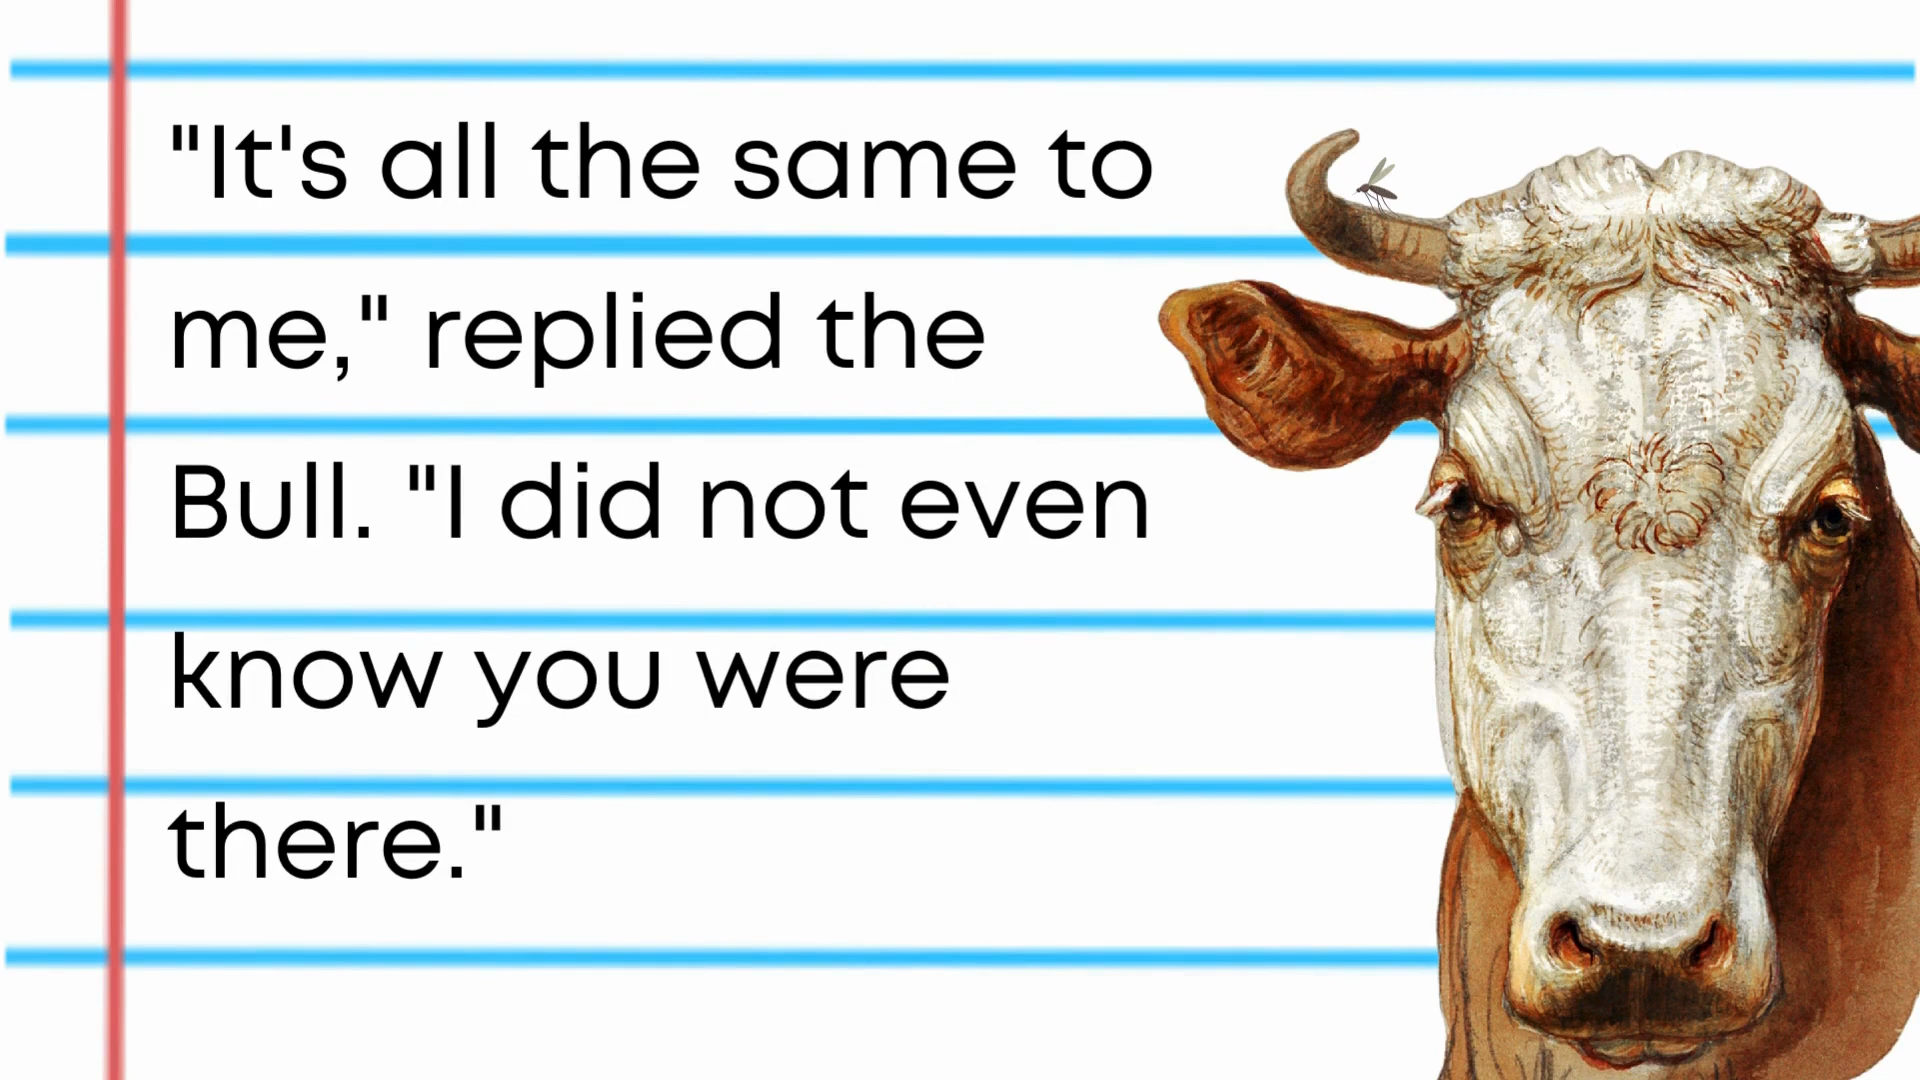 "It's all the same to
me," replied the
Bull. "I did not even
know you were
there."